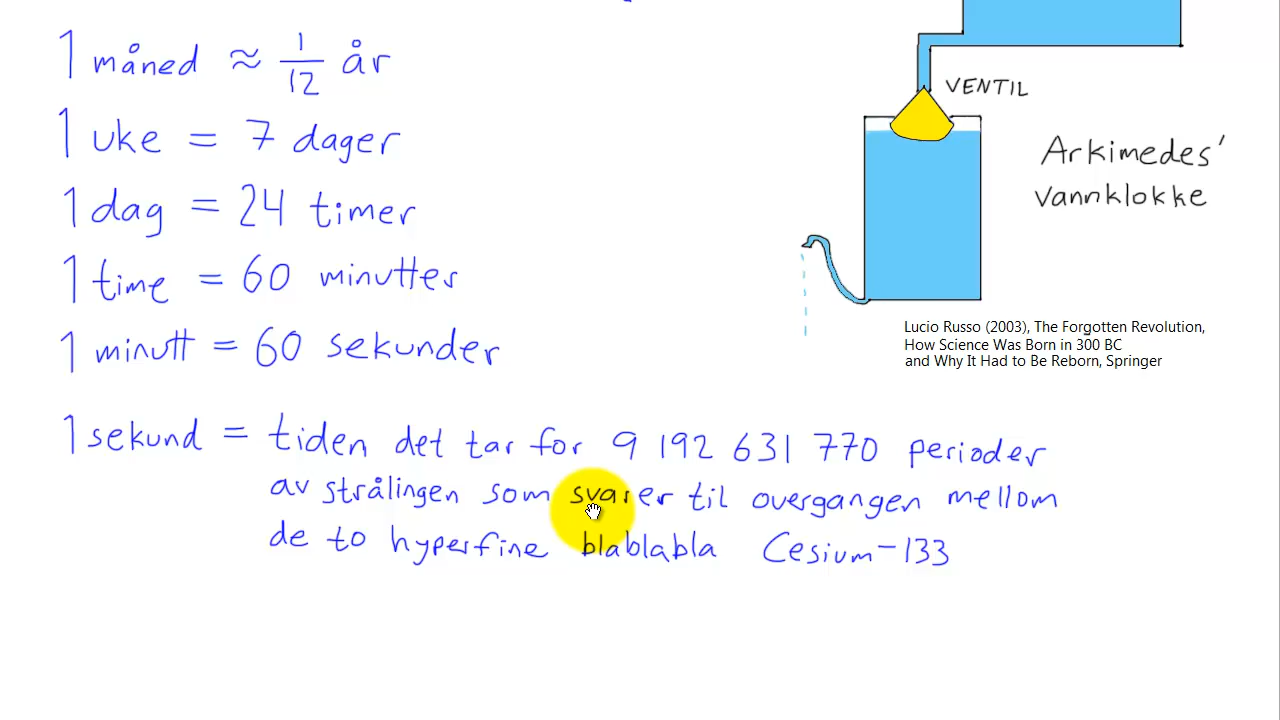 1 måned ≈ 1/12 år
1 uke = 7 dager
1 dag = 24 timer
1 time = 60 minutter
1 minutt = 60 sekunder
1 sekund = tiden det tar for 9 192 631 770 perioder
av strålingen som svarer til overgangen mellom
de to hyperfine blablabla Cesium-133
VENTIL
Arkimedes'
vannklokke
Lucio Russo (2003), The Forgotten Revolution,
How Science Was Born in 300 BC
and Why It Had to Be Reborn, Springer